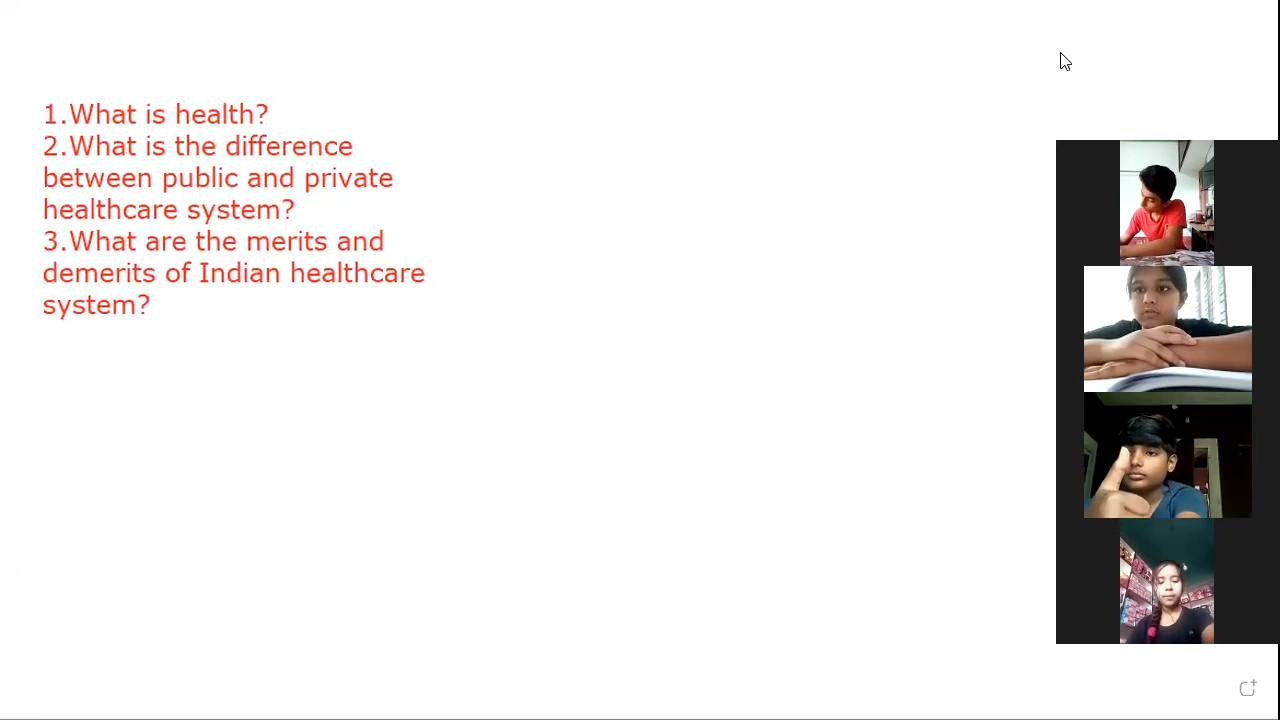 1.What is health?
2.What is the difference
between public and private
healthcare system?
3.What are the merits and
demerits of Indian healthcare
system?